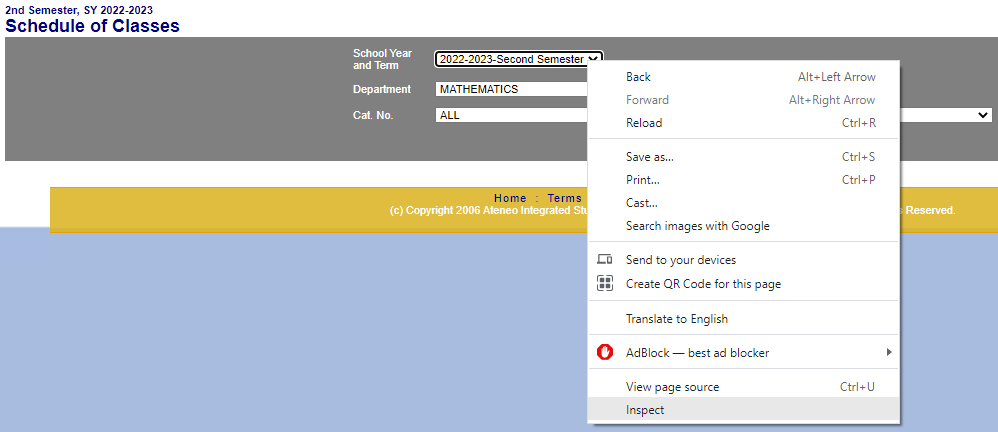 2nd Semester, SY 2022-2023
Schedule of Classes
School Year
and Term
2022-2023-Second Semester
Department
MATHEMATICS
Cat. No.
ALL
Back Alt+Left Arrow
Forward Alt+Right Arrow
Reload Ctrl+R
Save as... Ctrl+S
Print... Ctrl+P
Cast...
Search images with Google
Send to your devices
Create QR Code for this page
Translate to English
AdBlock — best ad blocker
View page source Ctrl+U
Inspect
Home : Terms
(c) Copyright 2006 Ateneo Integrated Reserved.